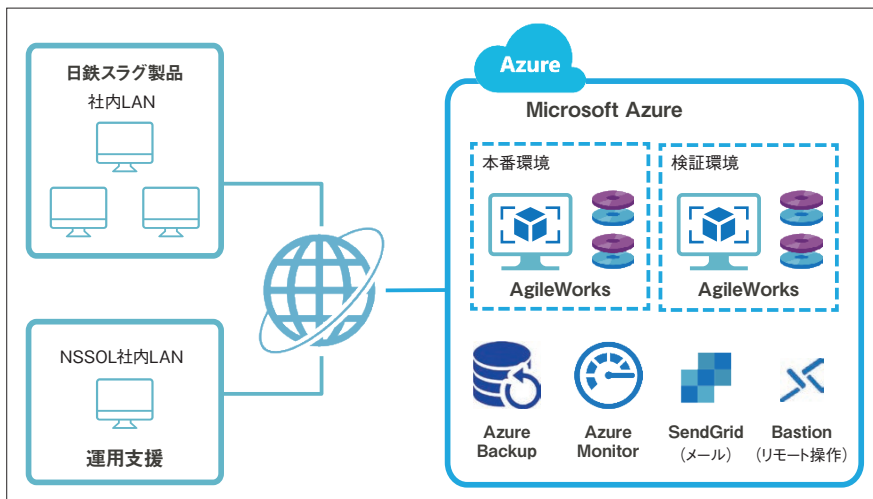 日鉄スラグ製品
社内LAN
NSSOL社内LAN
運用支援
Azure
Microsoft Azure
本番環境
AgileWorks
検証環境
AgileWorks
Azure
Backup
Azure
Monitor
SendGrid
（メール）
Bastion
（リモート操作）